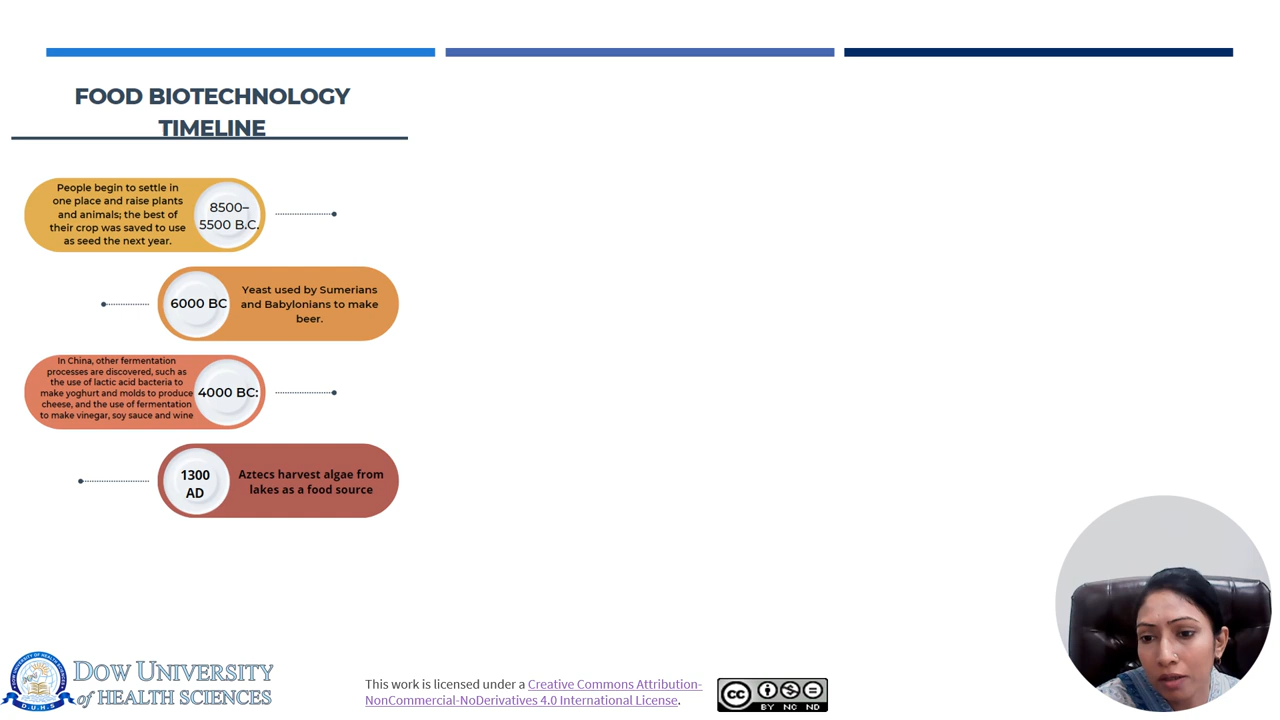 FOOD BIOTECHNOLOGY
TIMELINE
People begin to settle in
one place and raise plants
and animals; the best of
their crop was saved to use
as seed the next year.
8500–
5500 B.C.
6000 BC
Yeast used by Sumerians
and Babylonians to make
beer.
In China, other fermentation
processes are discovered, such as
the use of lactic acid bacteria to
make yoghurt and molds to produce
cheese, and the use of fermentation
to make vinegar, soy sauce and wine
4000 BC:
1300
AD
Aztecs harvest algae from
lakes as a food source
DOW UNIVERSITY
of HEALTH SCIENCES
D.U.H.S
This work is licensed under a Creative Commons Attribution-
NonCommercial-NoDerivatives 4.0 International License.
cc
BY NC ND